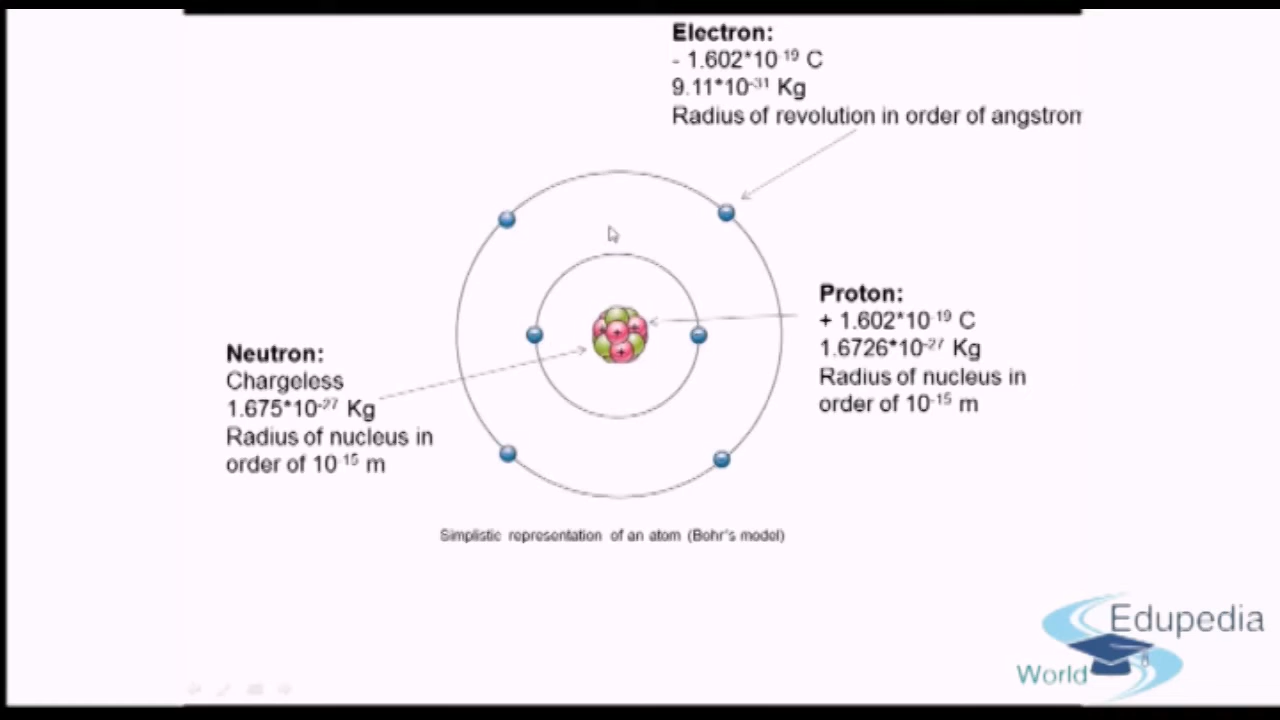 Electron:
- 1.602*10⁻¹⁹ C
9.11*10⁻³¹ Kg
Radius of revolution in order of angstrom
Proton:
+ 1.602*10⁻¹⁹ C
1.6726*10⁻²⁷ Kg
Radius of nucleus in
order of 10⁻¹⁵ m
Neutron:
Chargeless
1.675*10⁻²⁷ Kg
Radius of nucleus in
order of 10⁻¹⁵ m
Simplistic representation of an atom (Bohr's model)
Edupedia
World